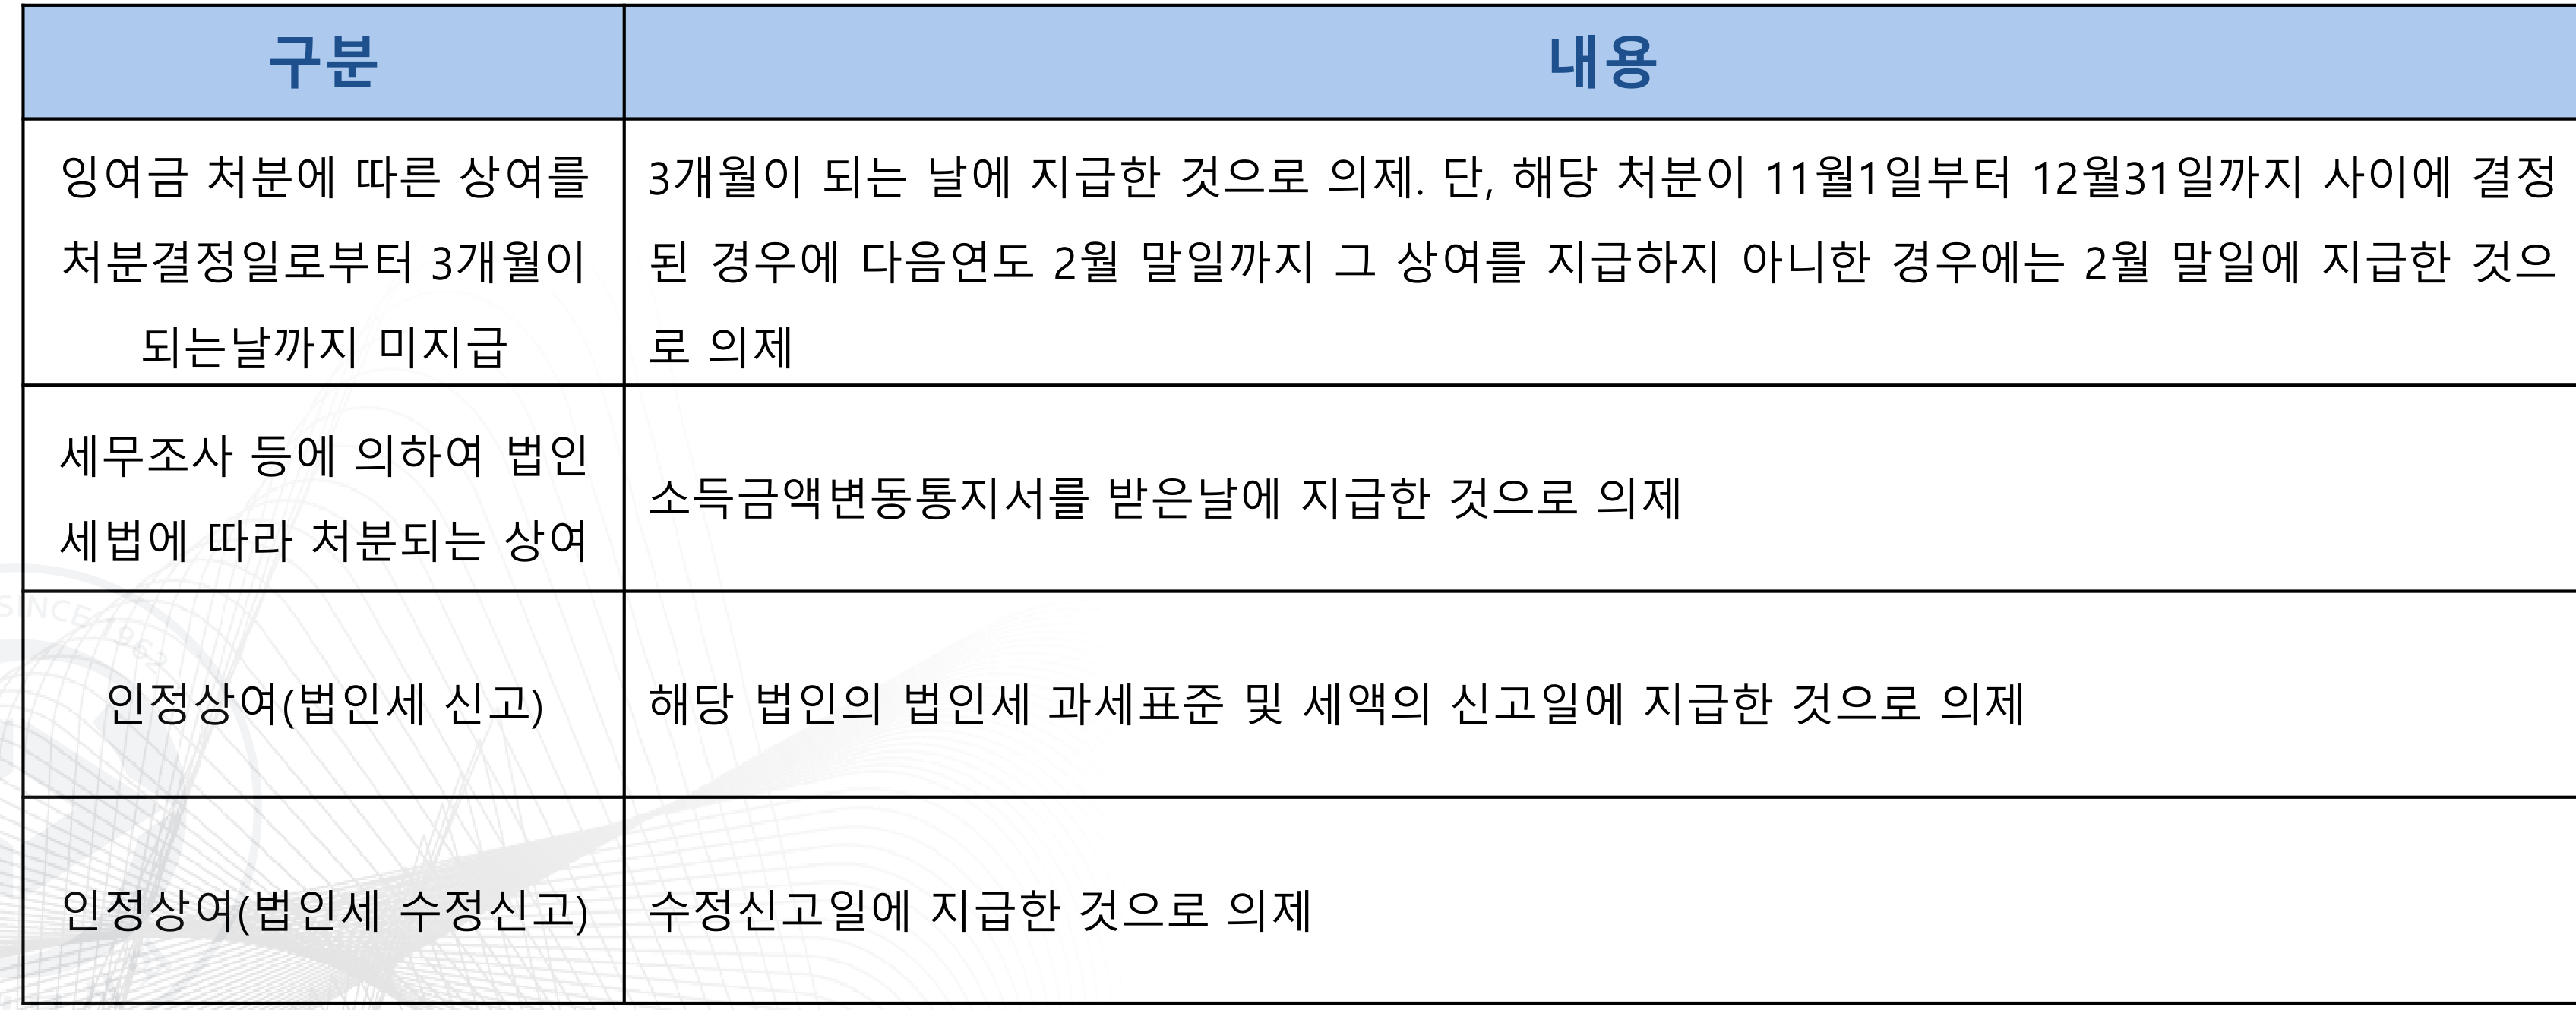 구분
내용
잉여금 처분에 따른 상여를
처분결정일로부터 3개월이
되는날까지 미지급
3개월이 되는 날에 지급한 것으로 의제. 단, 해당 처분이 11월1일부터 12월31일까지 사이에 결정
된 경우에 다음연도 2월 말일까지 그 상여를 지급하지 아니한 경우에는 2월 말일에 지급한 것으
로 의제
세무조사 등에 의하여 법인
세법에 따라 처분되는 상여
소득금액변동통지서를 받은날에 지급한 것으로 의제
인정상여(법인세 신고)
해당 법인의 법인세 과세표준 및 세액의 신고일에 지급한 것으로 의제
인정상여(법인세 수정신고)
수정신고일에 지급한 것으로 의제
SINCE 1962